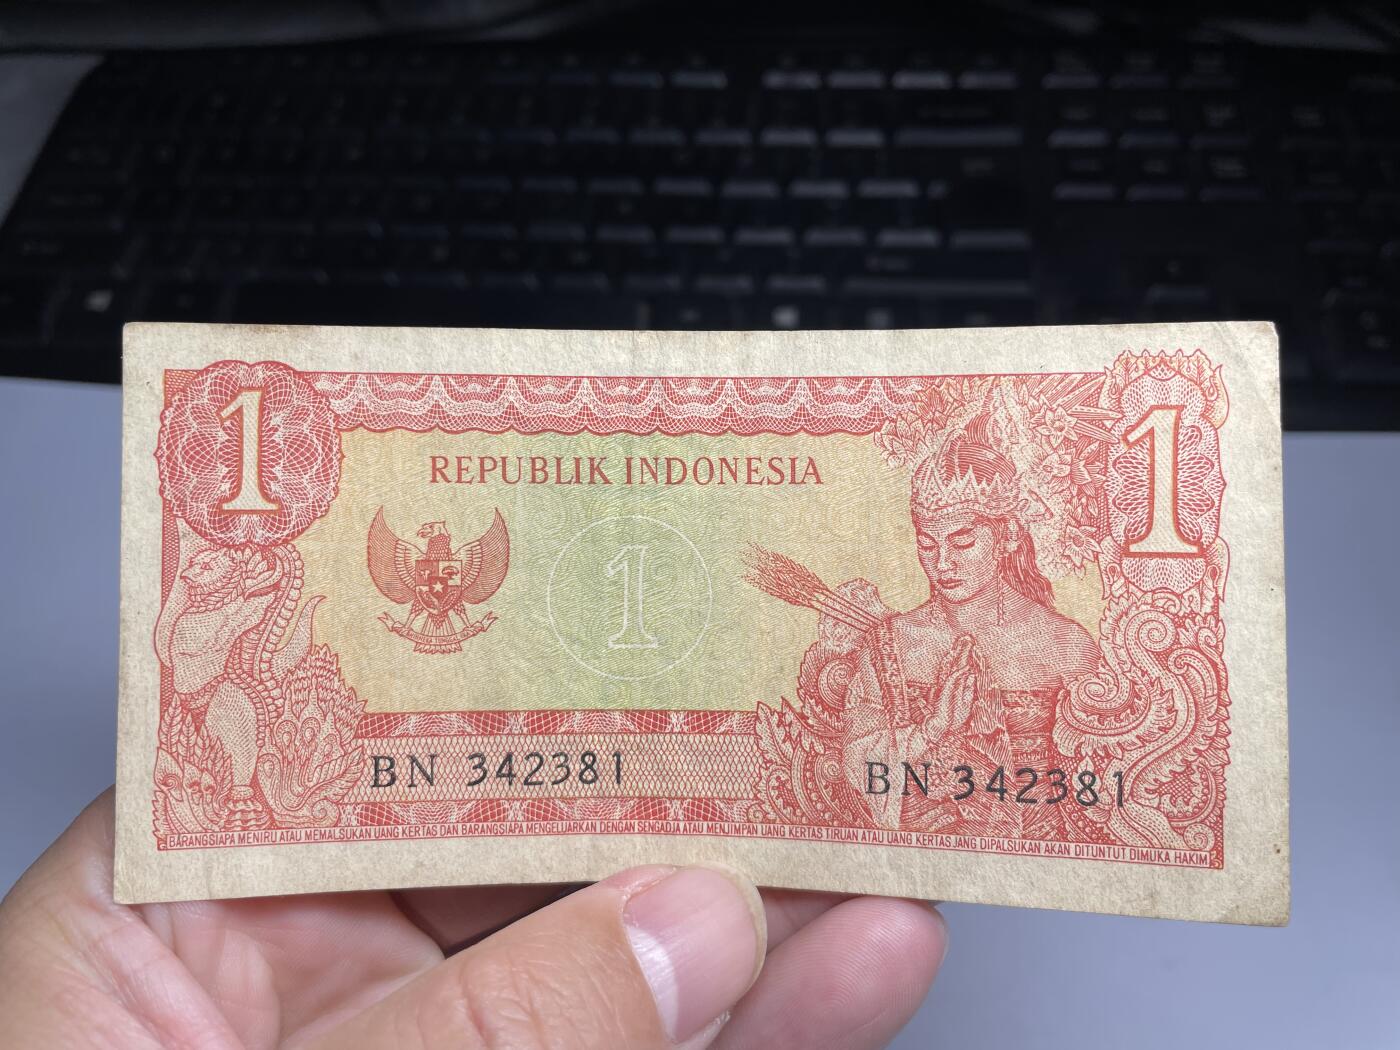 1
1
REPUBLIK INDONESIA
1
BN 342381
BN 342381
BARANGSIAPA MENIRU ATAU MEMALSUKAN UANG KERTAS DAN BARANGSIAPA MENGELUARKAN DENGAN SENGADJA ATAU MENJIMPAN UANG KERTAS TIRUAN ATAU UANG KERTAS JANG DIPALSUKAN AKAN DITUNTUT DIMUKA HAKIM